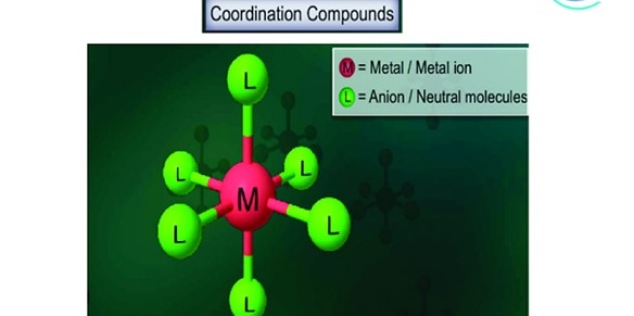 Coordination Compounds
M = Metal / Metal ion
L = Anion / Neutral molecules
L
L
L
M
L
L
L